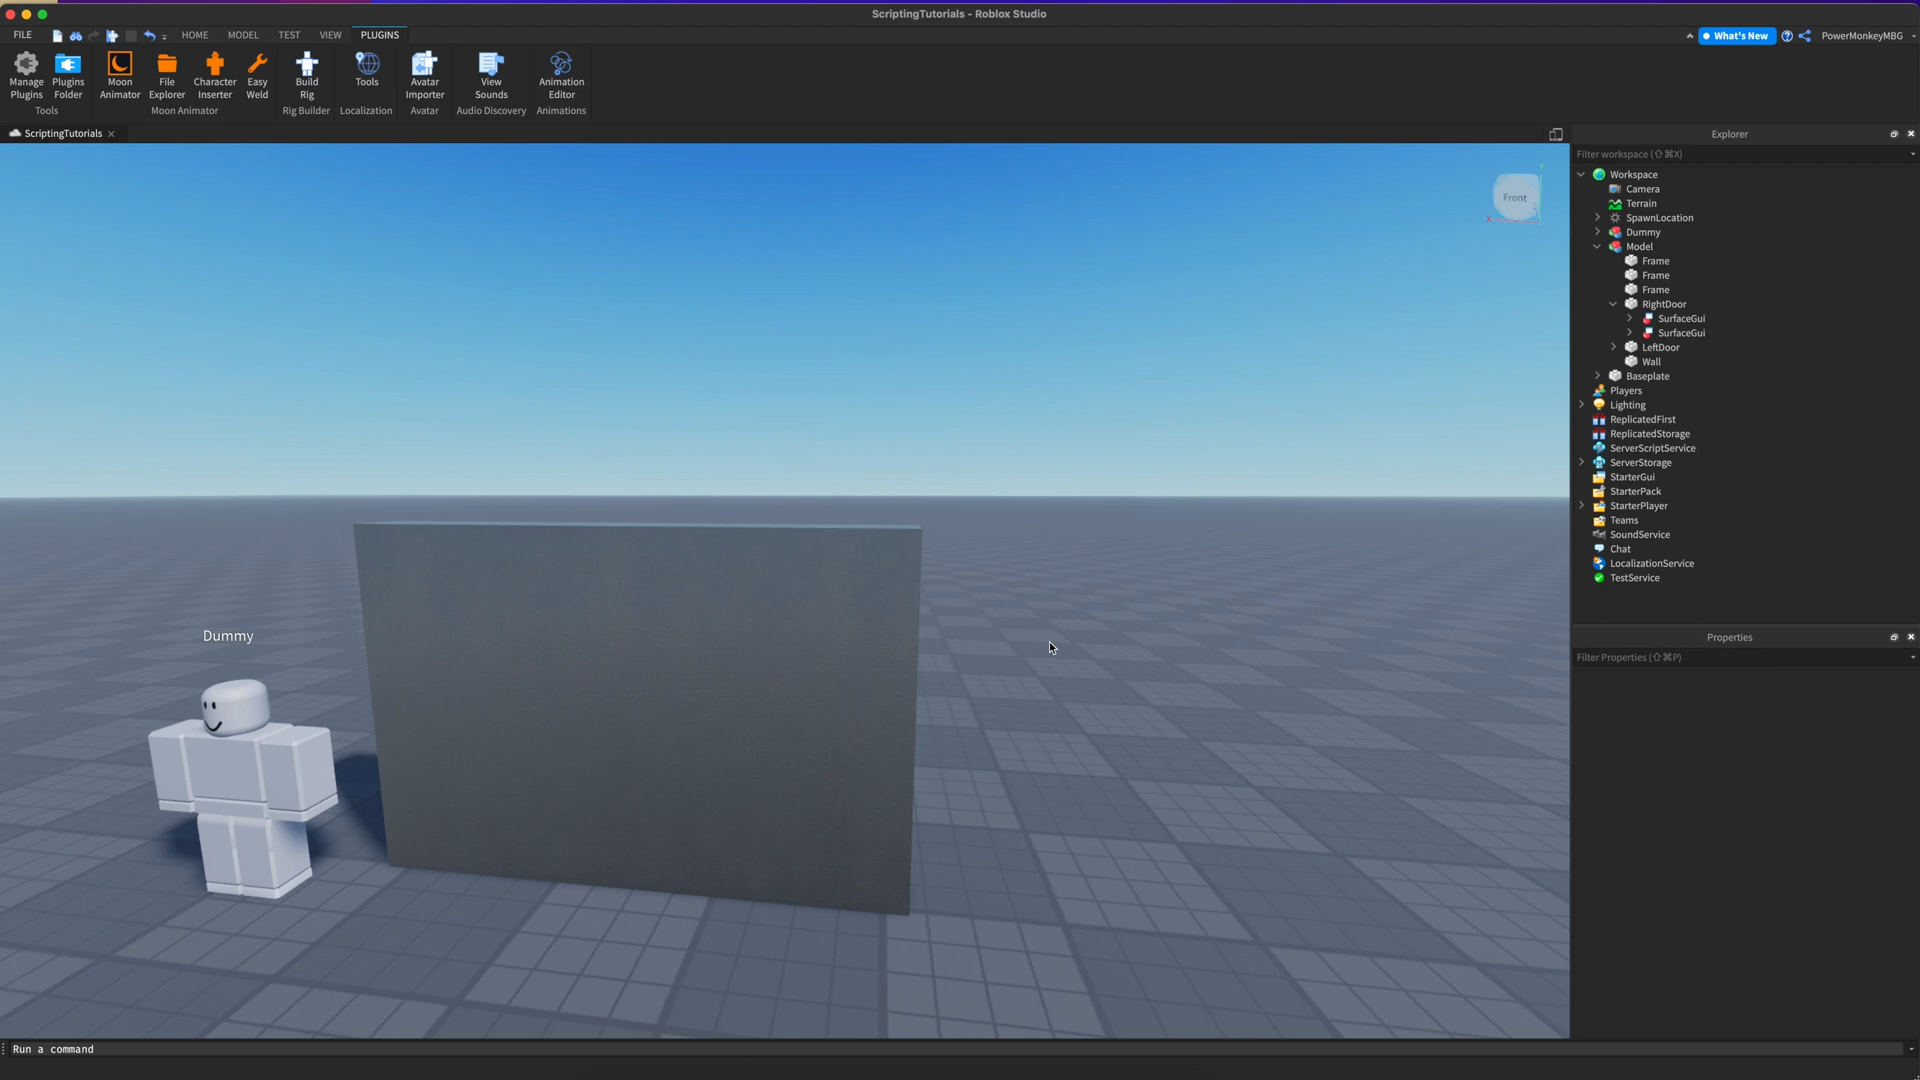 ScriptingTutorials - Roblox Studio
FILE HOME MODEL TEST VIEW PLUGINS What's New PowerMonkeyMBG
Manage Plugins
Plugins Folder
Tools
Moon Animator
File Explorer
Character Inserter
Easy Weld
Moon Animator
Build Rig
Rig Builder
Tools
Localization
Avatar Importer
Avatar
View Sounds
Audio Discovery
Animation Editor
Animations
ScriptingTutorials
Front
Dummy
Explorer
Filter workspace (⇧⌘X)
Workspace
Camera
Terrain
SpawnLocation
Dummy
Model
Frame
Frame
Frame
RightDoor
SurfaceGui
SurfaceGui
LeftDoor
Wall
Baseplate
Players
Lighting
ReplicatedFirst
ReplicatedStorage
ServerScriptService
ServerStorage
StarterGui
StarterPack
StarterPlayer
Teams
SoundService
Chat
LocalizationService
TestService
Properties
Filter Properties (⇧⌘P)
Run a command